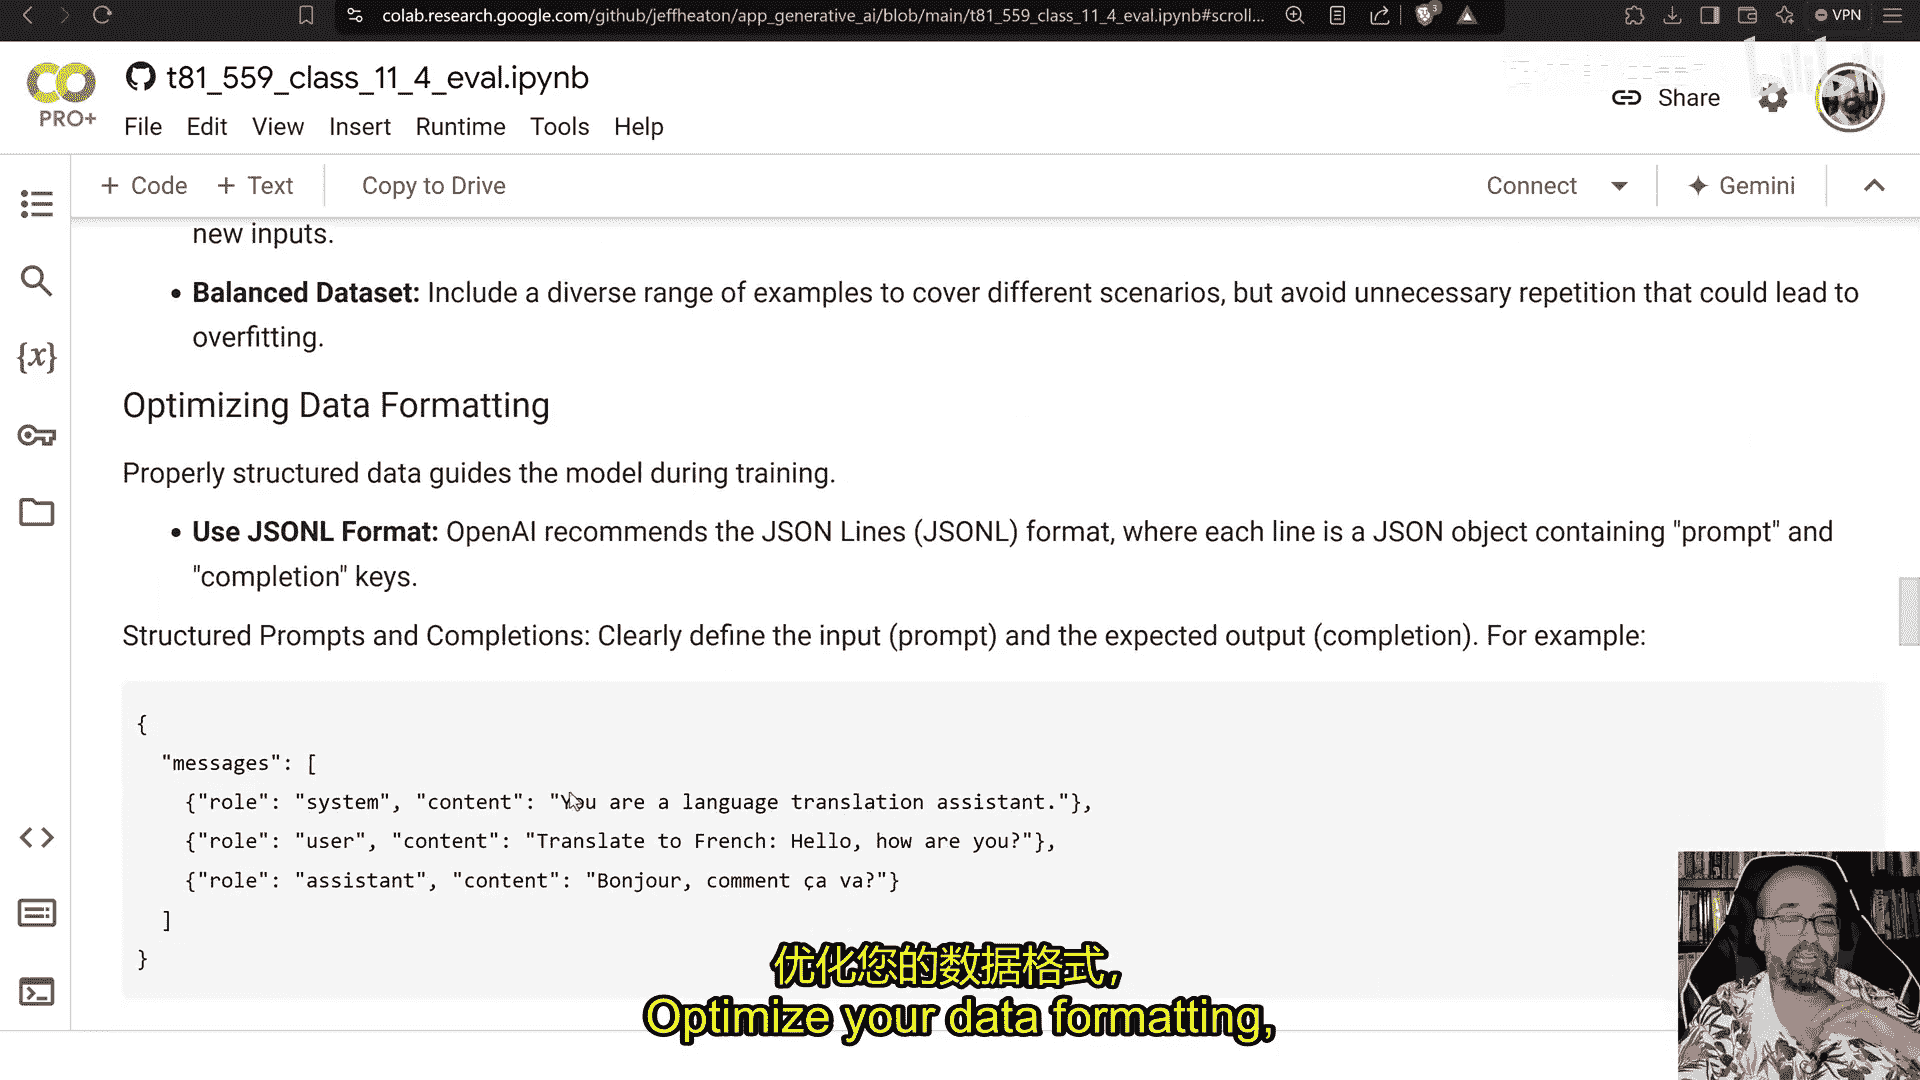 colab.research.google.com/github/jeffheaton/app_generative_ai/blob/main/t81_559_class_11_4_eval.ipynb#scroll...
3
VPN
PRO+
t81_559_class_11_4_eval.ipynb
Share
File Edit View Insert Runtime Tools Help
+ Code + Text Copy to Drive Connect Gemini
new inputs.
• Balanced Dataset: Include a diverse range of examples to cover different scenarios, but avoid unnecessary repetition that could lead to
overfitting.
Optimizing Data Formatting
Properly structured data guides the model during training.
• Use JSONL Format: OpenAI recommends the JSON Lines (JSONL) format, where each line is a JSON object containing "prompt" and
"completion" keys.
Structured Prompts and Completions: Clearly define the input (prompt) and the expected output (completion). For example:
{
"messages": [
{"role": "system", "content": "You are a language translation assistant."},
{"role": "user", "content": "Translate to French: Hello, how are you?"},
{"role": "assistant", "content": "Bonjour, comment ça va?"}
]
}
优化您的数据格式,
Optimize your data formatting,
{x}
bilibili